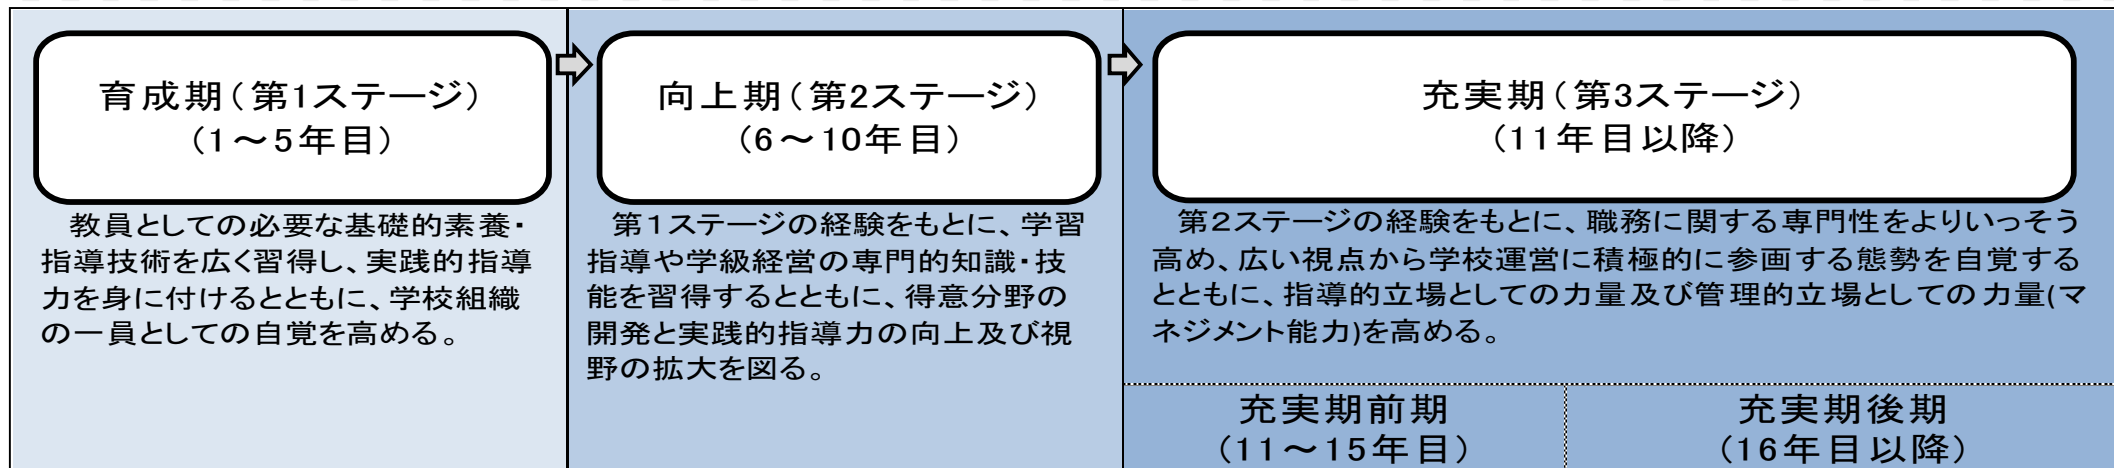 育成期（第1ステージ）
（1～5年目）
教員としての必要な基礎的素養・
指導技術を広く習得し、実践的指導
力を身に付けるとともに、学校組織
の一員としての自覚を高める。
向上期（第2ステージ）
（6～10年目）
第１ステージの経験をもとに、学習
指導や学級経営の専門的知識・技
能を習得するとともに、得意分野の
開発と実践的指導力の向上及び視
野の拡大を図る。
充実期（第3ステージ）
（11年目以降）
第２ステージの経験をもとに、職務に関する専門性をよりいっそう
高め、広い視点から学校運営に積極的に参画する態勢を自覚する
とともに、指導的立場としての力量及び管理的立場としての力量(マ
ネジメント能力)を高める。
充実期前期
（11～15年目）
充実期後期
（16年目以降）